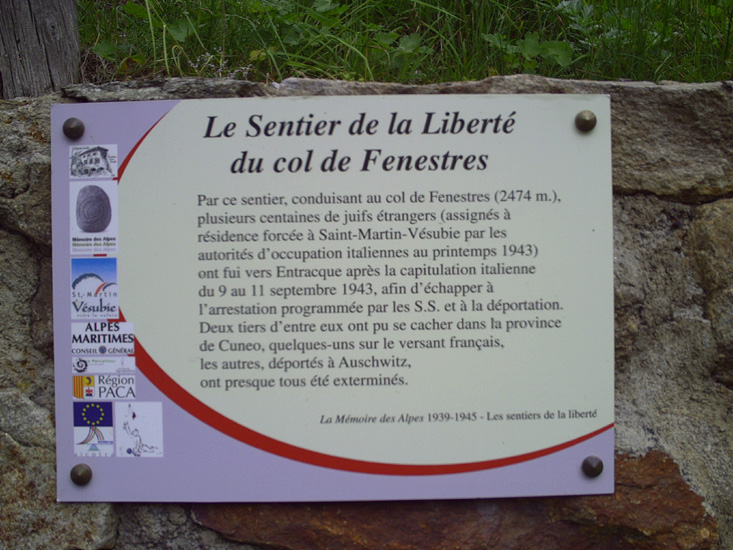 Le Sentier de la Liberté
du col de Fenestres
Par ce sentier, conduisant au col de Fenestres (2474 m.),
plusieurs centaines de juifs étrangers (assignés à
résidence forcée à Saint-Martin-Vésubie par les
autorités d'occupation italiennes au printemps 1943)
ont fui vers Entracque après la capitulation italienne
du 9 au 11 septembre 1943, afin d'échapper à
l'arrestation programmée par les S.S. et à la déportation.
Deux tiers d'entre eux ont pu se cacher dans la province
de Cuneo, quelques-uns sur le versant français,
les autres, déportés à Auschwitz,
ont presque tous été exterminés.
La Mémoire des Alpes 1939-1945 - Les sentiers de la liberté
Mémoire des Alpes
St-Martin
Vésubie
ALPES
MARITIMES
CONSEIL GÉNÉRAL
Région
PACA